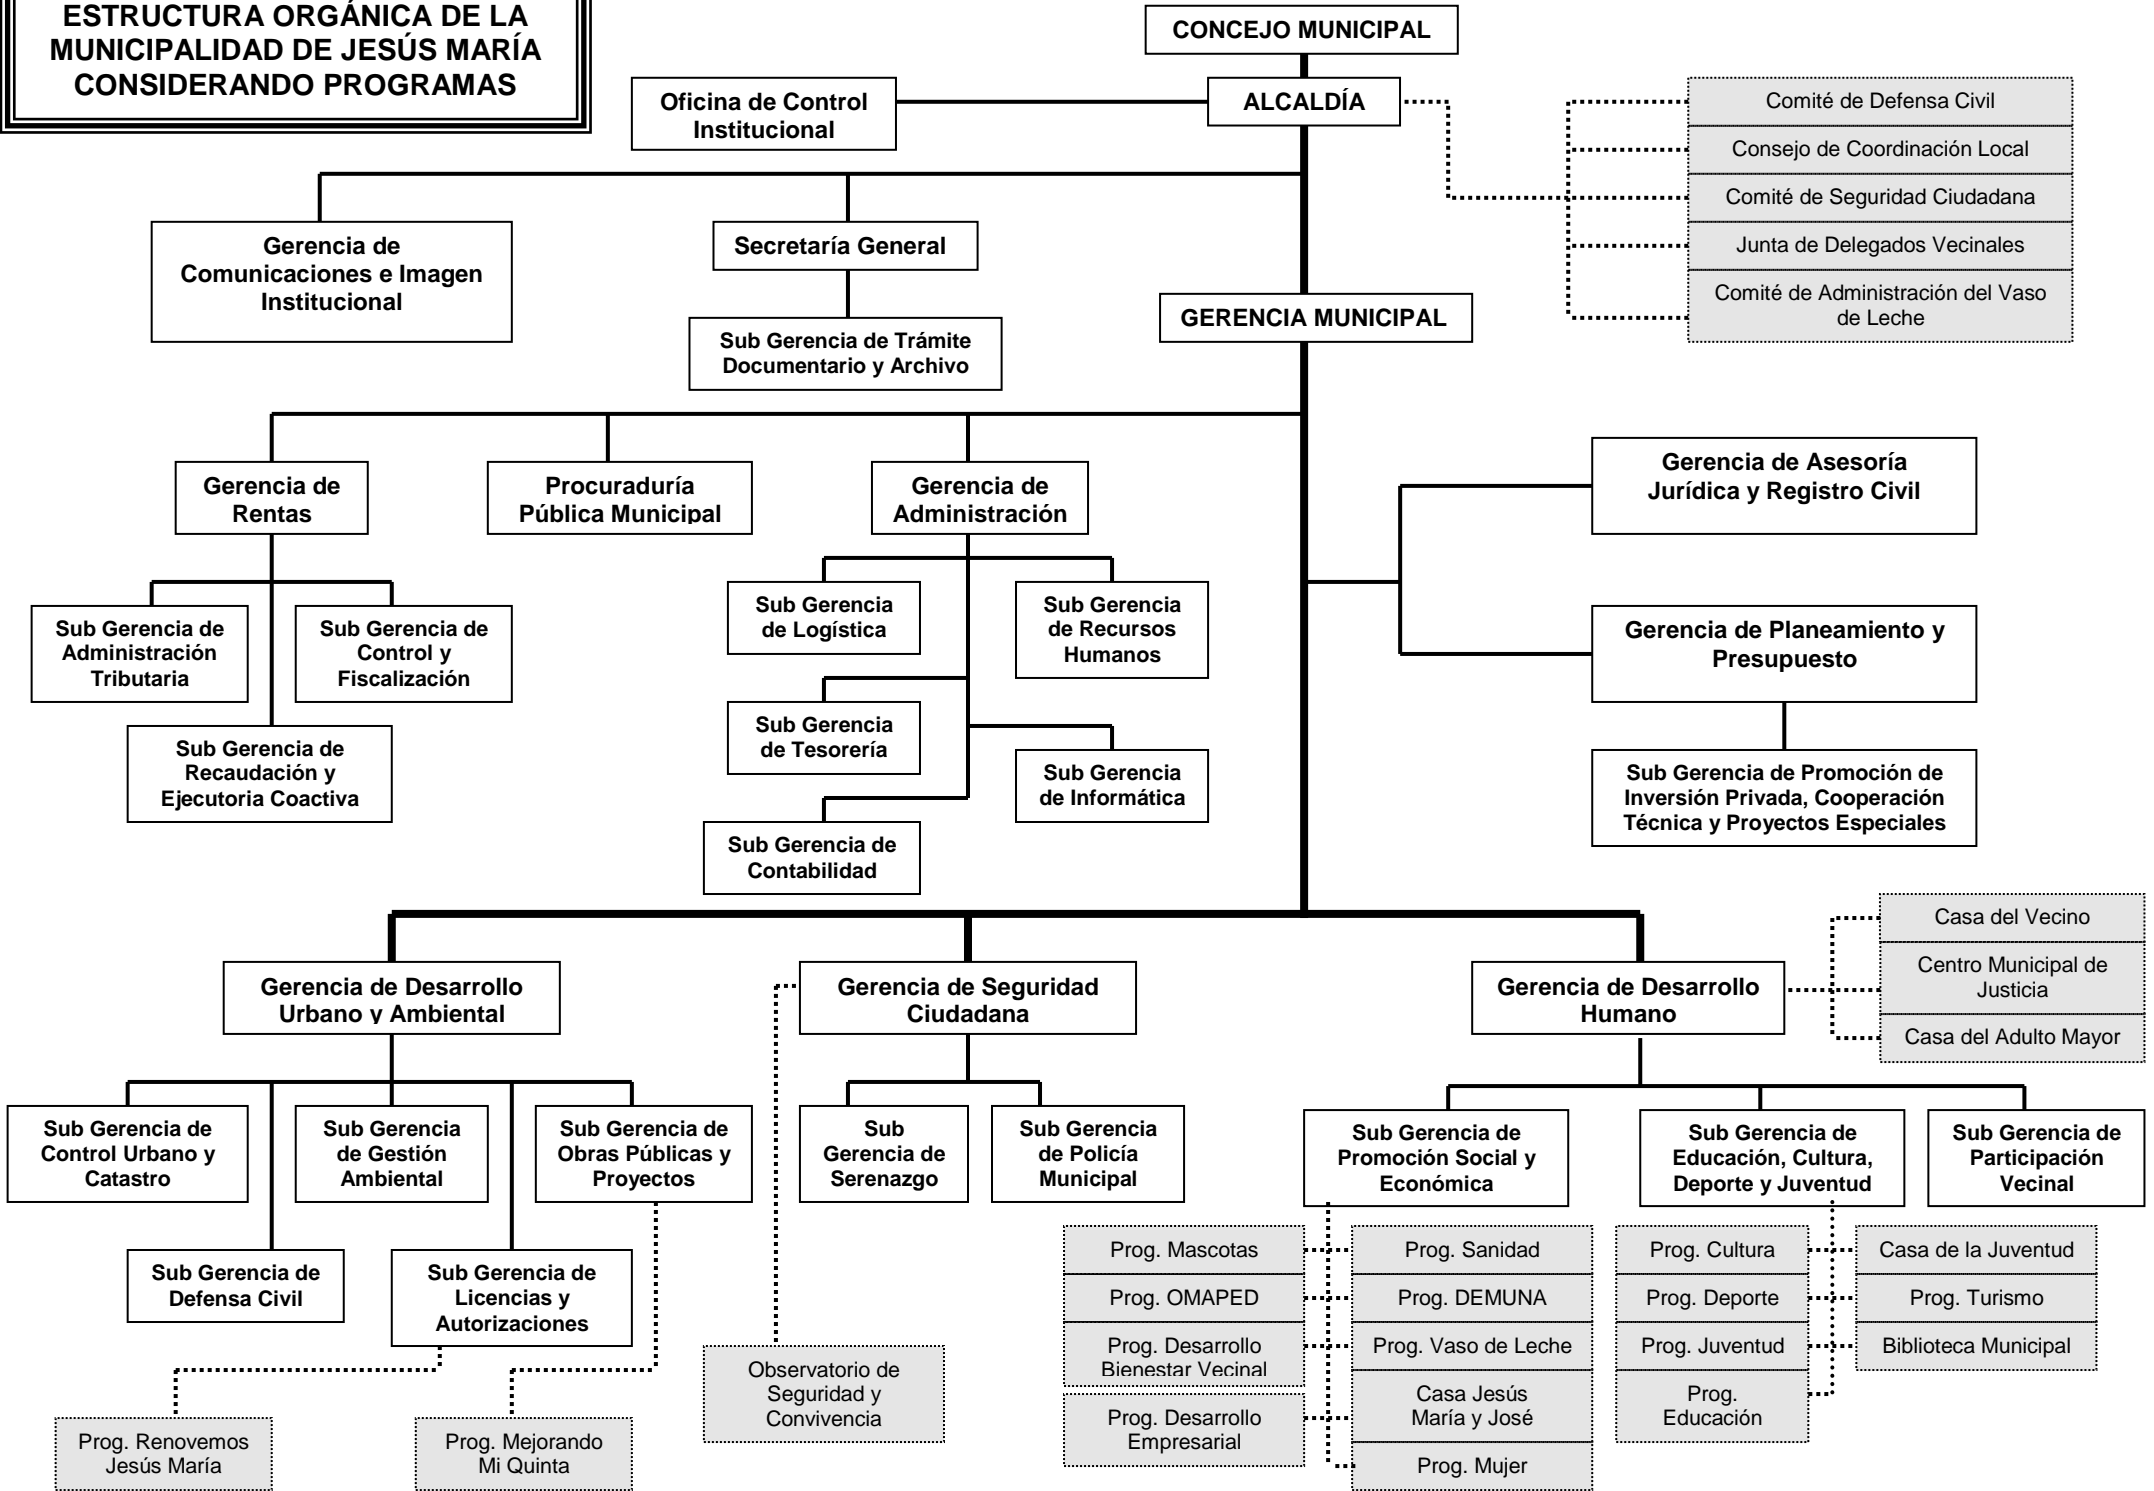 ESTRUCTURA ORGÁNICA DE LA
MUNICIPALIDAD DE JESÚS MARÍA
CONSIDERANDO PROGRAMAS
CONCEJO MUNICIPAL
Oficina de Control
Institucional
ALCALDÍA
Comité de Defensa Civil
Consejo de Coordinación Local
Comité de Seguridad Ciudadana
Junta de Delegados Vecinales
Comité de Administración del Vaso
de Leche
Gerencia de
Comunicaciones e Imagen
Institucional
Secretaría General
Sub Gerencia de Trámite
Documentario y Archivo
GERENCIA MUNICIPAL
Gerencia de
Rentas
Procuraduría
Pública Municipal
Gerencia de
Administración
Gerencia de Asesoría
Jurídica y Registro Civil
Sub Gerencia de
Administración
Tributaria
Sub Gerencia de
Control y
Fiscalización
Sub Gerencia de
Recaudación y
Ejecutoria Coactiva
Sub Gerencia
de Logística
Sub Gerencia
de Recursos
Humanos
Sub Gerencia
de Tesorería
Sub Gerencia
de Informática
Sub Gerencia de
Contabilidad
Gerencia de Planeamiento y
Presupuesto
Sub Gerencia de Promoción de
Inversión Privada, Cooperación
Técnica y Proyectos Especiales
Gerencia de Desarrollo
Urbano y Ambiental
Gerencia de Seguridad
Ciudadana
Gerencia de Desarrollo
Humano
Casa del Vecino
Centro Municipal de
Justicia
Casa del Adulto Mayor
Sub Gerencia de
Control Urbano y
Catastro
Sub Gerencia
de Gestión
Ambiental
Sub Gerencia de
Obras Públicas y
Proyectos
Sub Gerencia de
Defensa Civil
Sub Gerencia de
Licencias y
Autorizaciones
Prog. Renovemos
Jesús María
Prog. Mejorando
Mi Quinta
Sub
Gerencia de
Serenazgo
Sub Gerencia
de Policía
Municipal
Observatorio de
Seguridad y
Convivencia
Sub Gerencia de
Promoción Social y
Económica
Sub Gerencia de
Educación, Cultura,
Deporte y Juventud
Sub Gerencia de
Participación
Vecinal
Prog. Mascotas
Prog. OMAPED
Prog. Desarrollo
Bienestar Vecinal
Prog. Desarrollo
Empresarial
Prog. Sanidad
Prog. DEMUNA
Prog. Vaso de Leche
Casa Jesús
María y José
Prog. Mujer
Prog. Cultura
Prog. Deporte
Prog. Juventud
Prog.
Educación
Casa de la Juventud
Prog. Turismo
Biblioteca Municipal